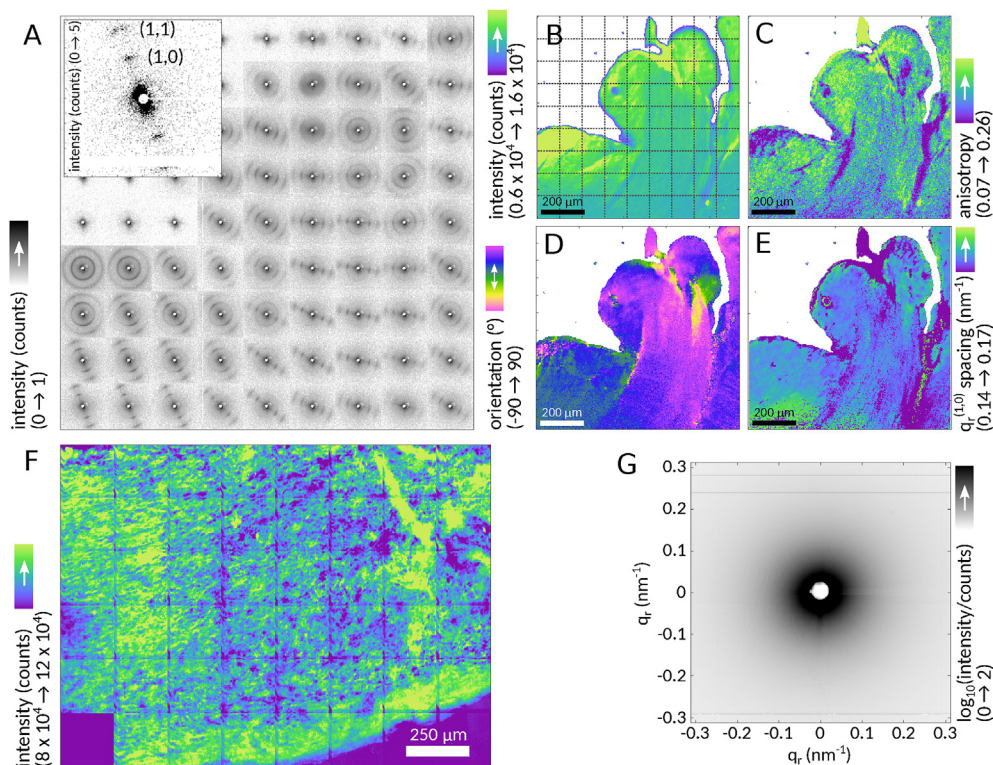 A
intensity (counts) (0 → 5)
(1,1)
(1,0)
intensity (counts)
(0 → 1)
B
intensity (counts)
(0.6 x 10⁴ → 1.6 x 10⁴)
200 µm
C
anisotropy
(0.07 → 0.26)
200 µm
D
orientation (°)
(-90 → 90)
200 µm
E
qᵣ⁽¹,⁰⁾ spacing (nm⁻¹)
(0.14 → 0.17)
200 µm
F
intensity (counts)
(8 x 10⁴ → 12 x 10⁴)
250 µm
G
log₁₀(intensity/counts)
(0 → 2)
qᵣ (nm⁻¹)
0.3
0.2
0.1
0
-0.1
-0.2
-0.3
-0.3 -0.2 -0.1 0 0.1 0.2 0.3
qᵣ (nm⁻¹)